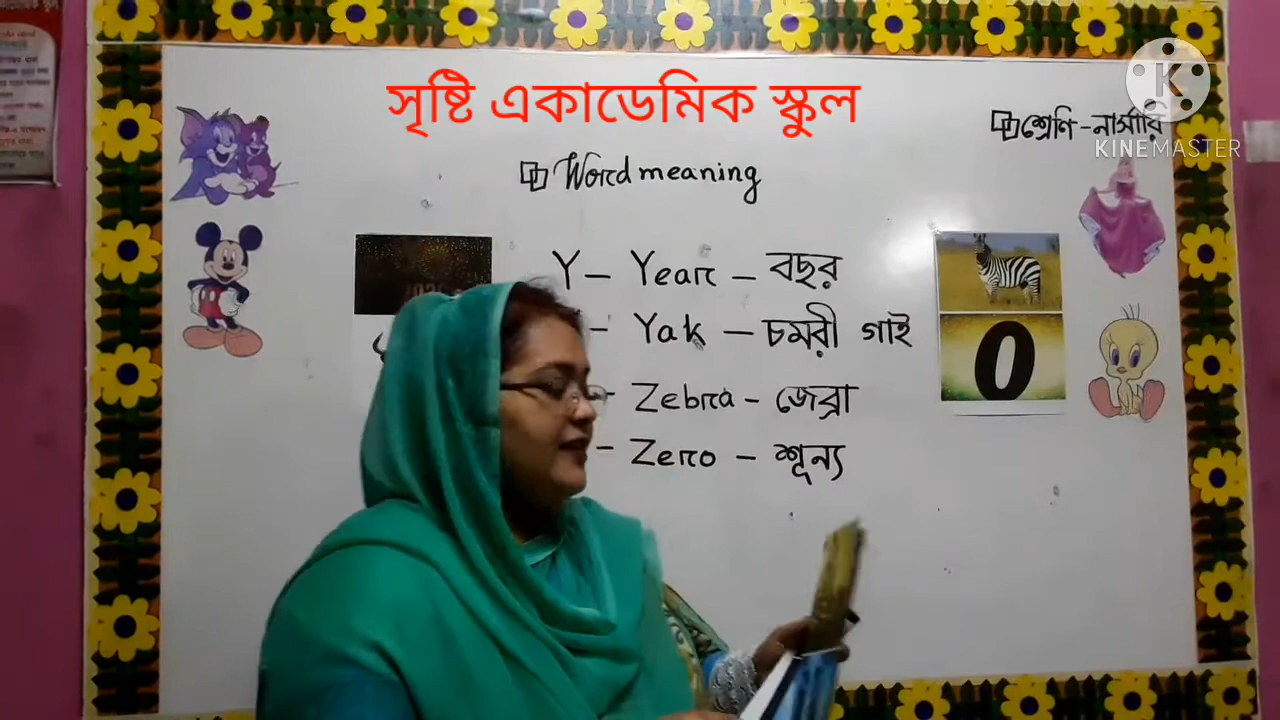 সৃষ্টি একাডেমিক স্কুল
শ্রেণি - নার্সারি
KINEMASTER
Word meaning
Y - Year - বছর
- Yak - চমরী গাই
- Zebra - জেব্রা
- Zero - শূন্য
0